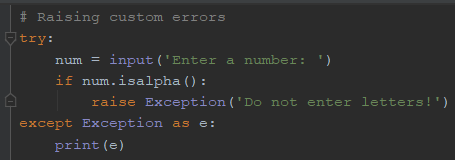 # Raising custom errors
try:
    num = input('Enter a number: ')
    if num.isalpha():
        raise Exception('Do not enter letters!')
except Exception as e:
    print(e)